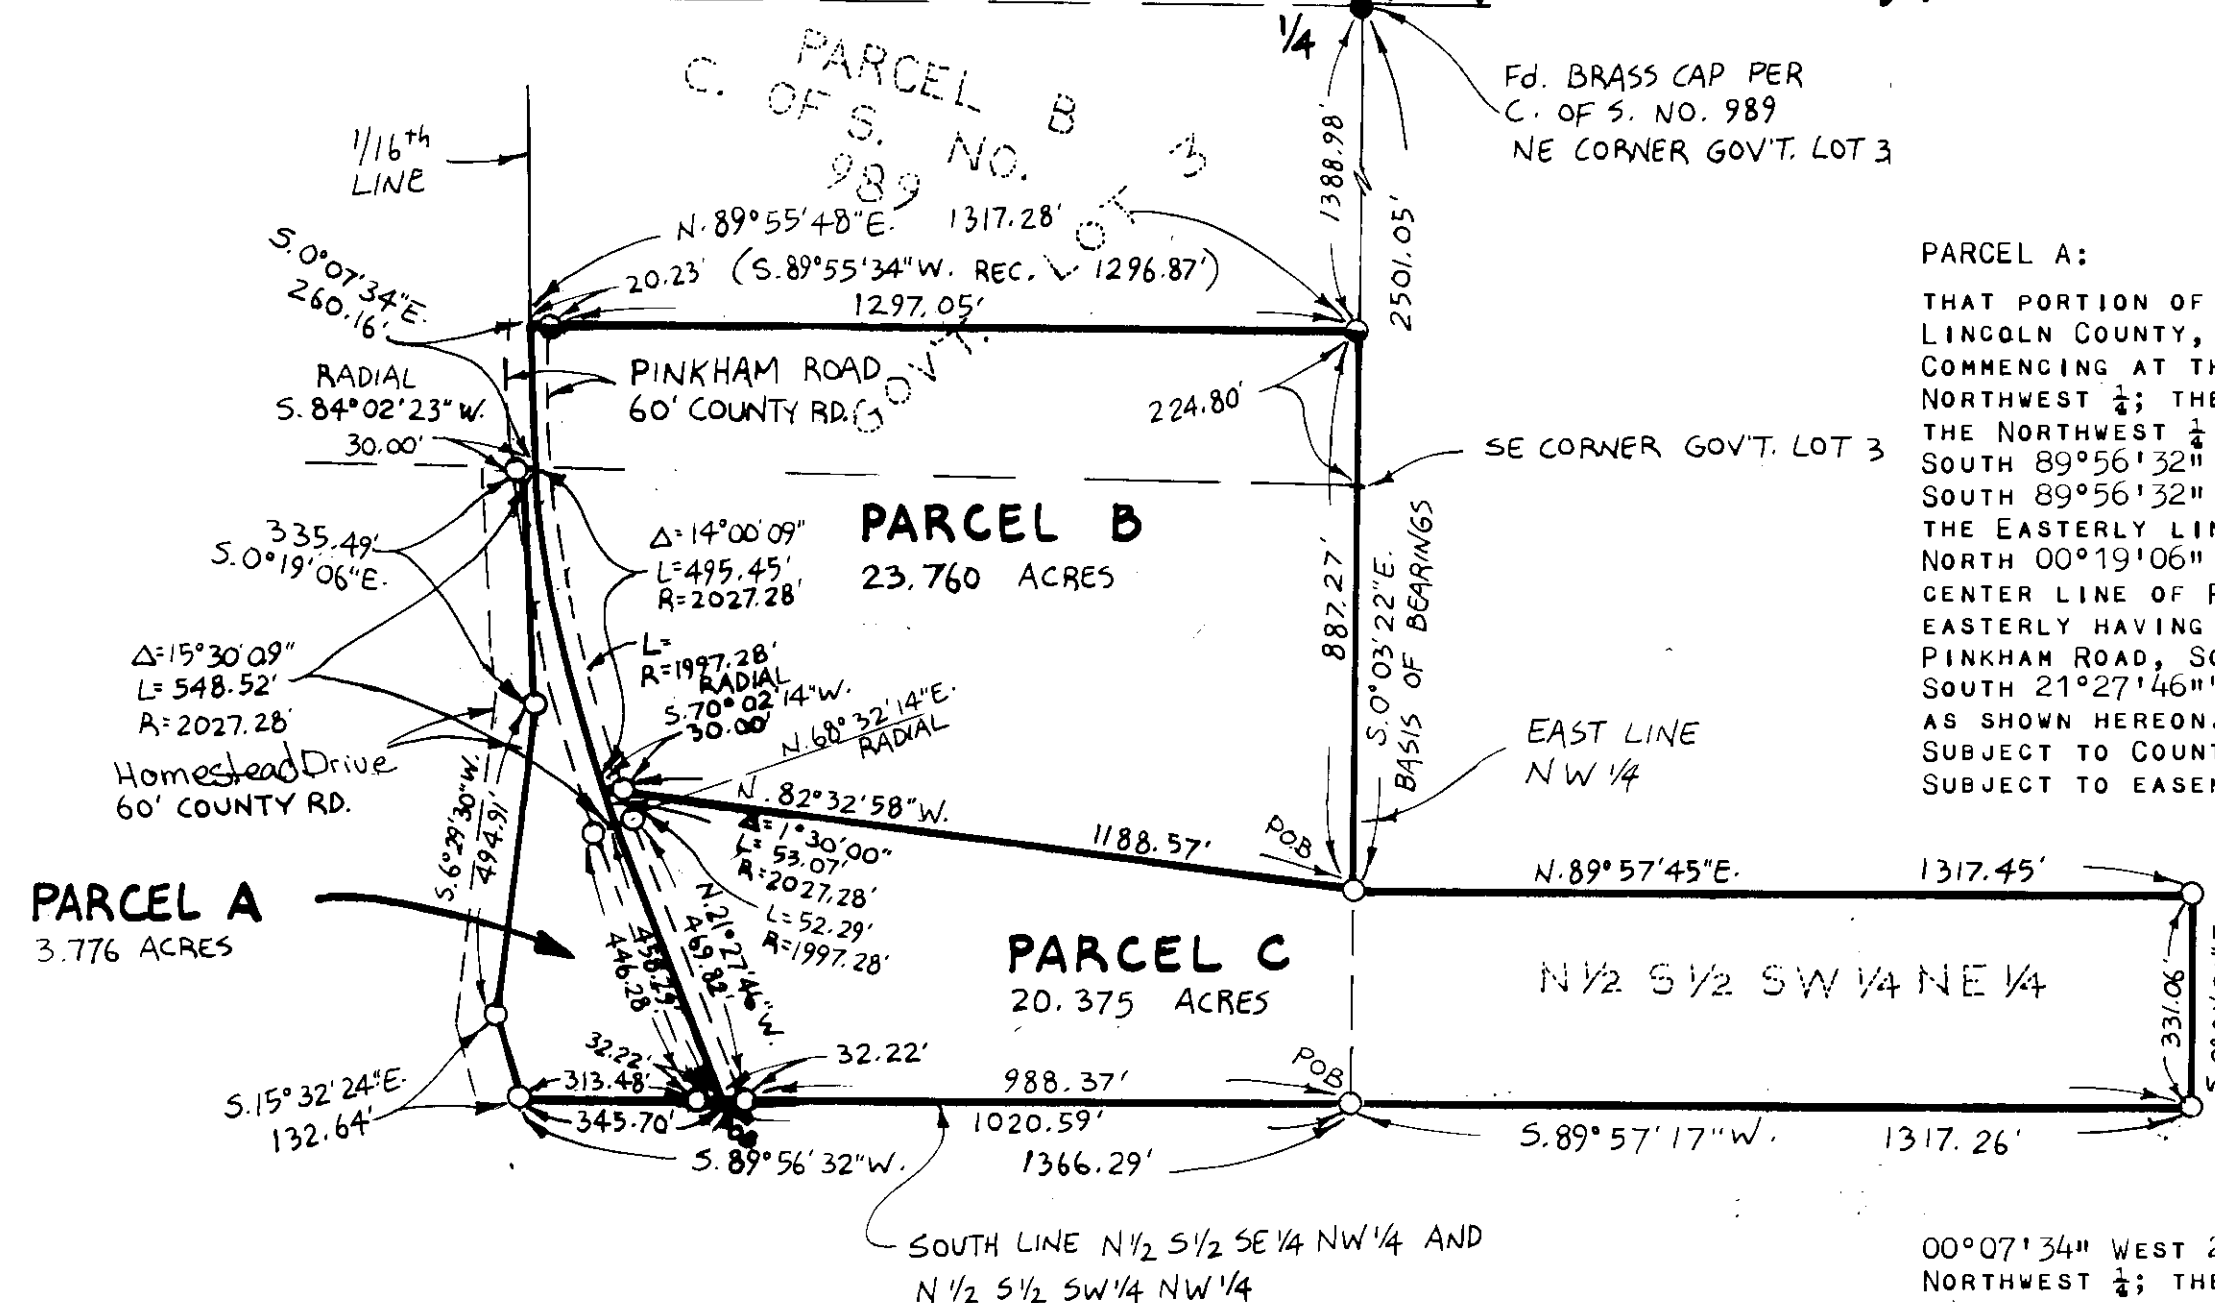 1/4
PARCEL B
C. OF S. NO.
989
GOV'T. LOT 3
Fd. BRASS CAP PER
C. OF S. NO. 989
NE CORNER GOV'T. LOT 3
1/16th
LINE
1388.98'
2501.05'
N. 89°55'48"E. 1317.28'
20.23' (S.89°55'34"W. REC. 1296.87')
1297.05'
S.0°07'34"E.
260.16'
RADIAL
S. 84°02'23"W.
30.00'
PINKHAM ROAD
60' COUNTY RD.
224.80'
SE CORNER GOV'T. LOT 3
335.49'
S.0°19'06"E.
Δ=14°00'09"
L=495.45'
R=2027.28'
PARCEL B
23.760 ACRES
887.27'
S.0°03'22"E.
BASIS OF BEARINGS
L=
R=1997.28'
RADIAL
S.70°02'14"W.
30.00'
N.68°32'14"E.
RADIAL
Δ=15°30'09"
L=548.52'
R=2027.28'
Homestead Drive
60' COUNTY RD.
S.6°29'30"W.
494.91'
EAST LINE
NW 1/4
N. 82°32'58"W.
1188.57'
P.O.B
Δ=1°30'00"
L=53.07'
R=2027.28'
L=52.29'
R=1997.28'
N.89°57'45"E. 1317.45'
PARCEL A
3.776 ACRES
N.21°27'46"W.
469.82'
446.28
PARCEL C
20.375 ACRES
N 1/2 S 1/2 SW 1/4 NE 1/4
331.06'
32.22'
32.22'
313.48'
345.70'
988.37'
1020.59'
POB
S.15°32'24"E.
132.64'
S. 89°56'32"W. 1366.29'
S.89°57'17"W. 1317.26'
SOUTH LINE N 1/2 S 1/2 SE 1/4 NW 1/4 AND
N 1/2 S 1/2 SW 1/4 NW 1/4
PARCEL A:
THAT PORTION OF
LINCOLN COUNTY,
COMMENCING AT
NORTHWEST ¼; THE
THE NORTHWEST ¼
SOUTH 89°56'32"
SOUTH 89°56'32"
THE EASTERLY
NORTH 00°19'06"
CENTER LINE OF
EASTERLY HAVING
PINKHAM ROAD,
SOUTH 21°27'46"
AS SHOWN HEREON.
SUBJECT TO
SUBJECT TO
00°07'34" WEST
NORTHWEST ¼; THE